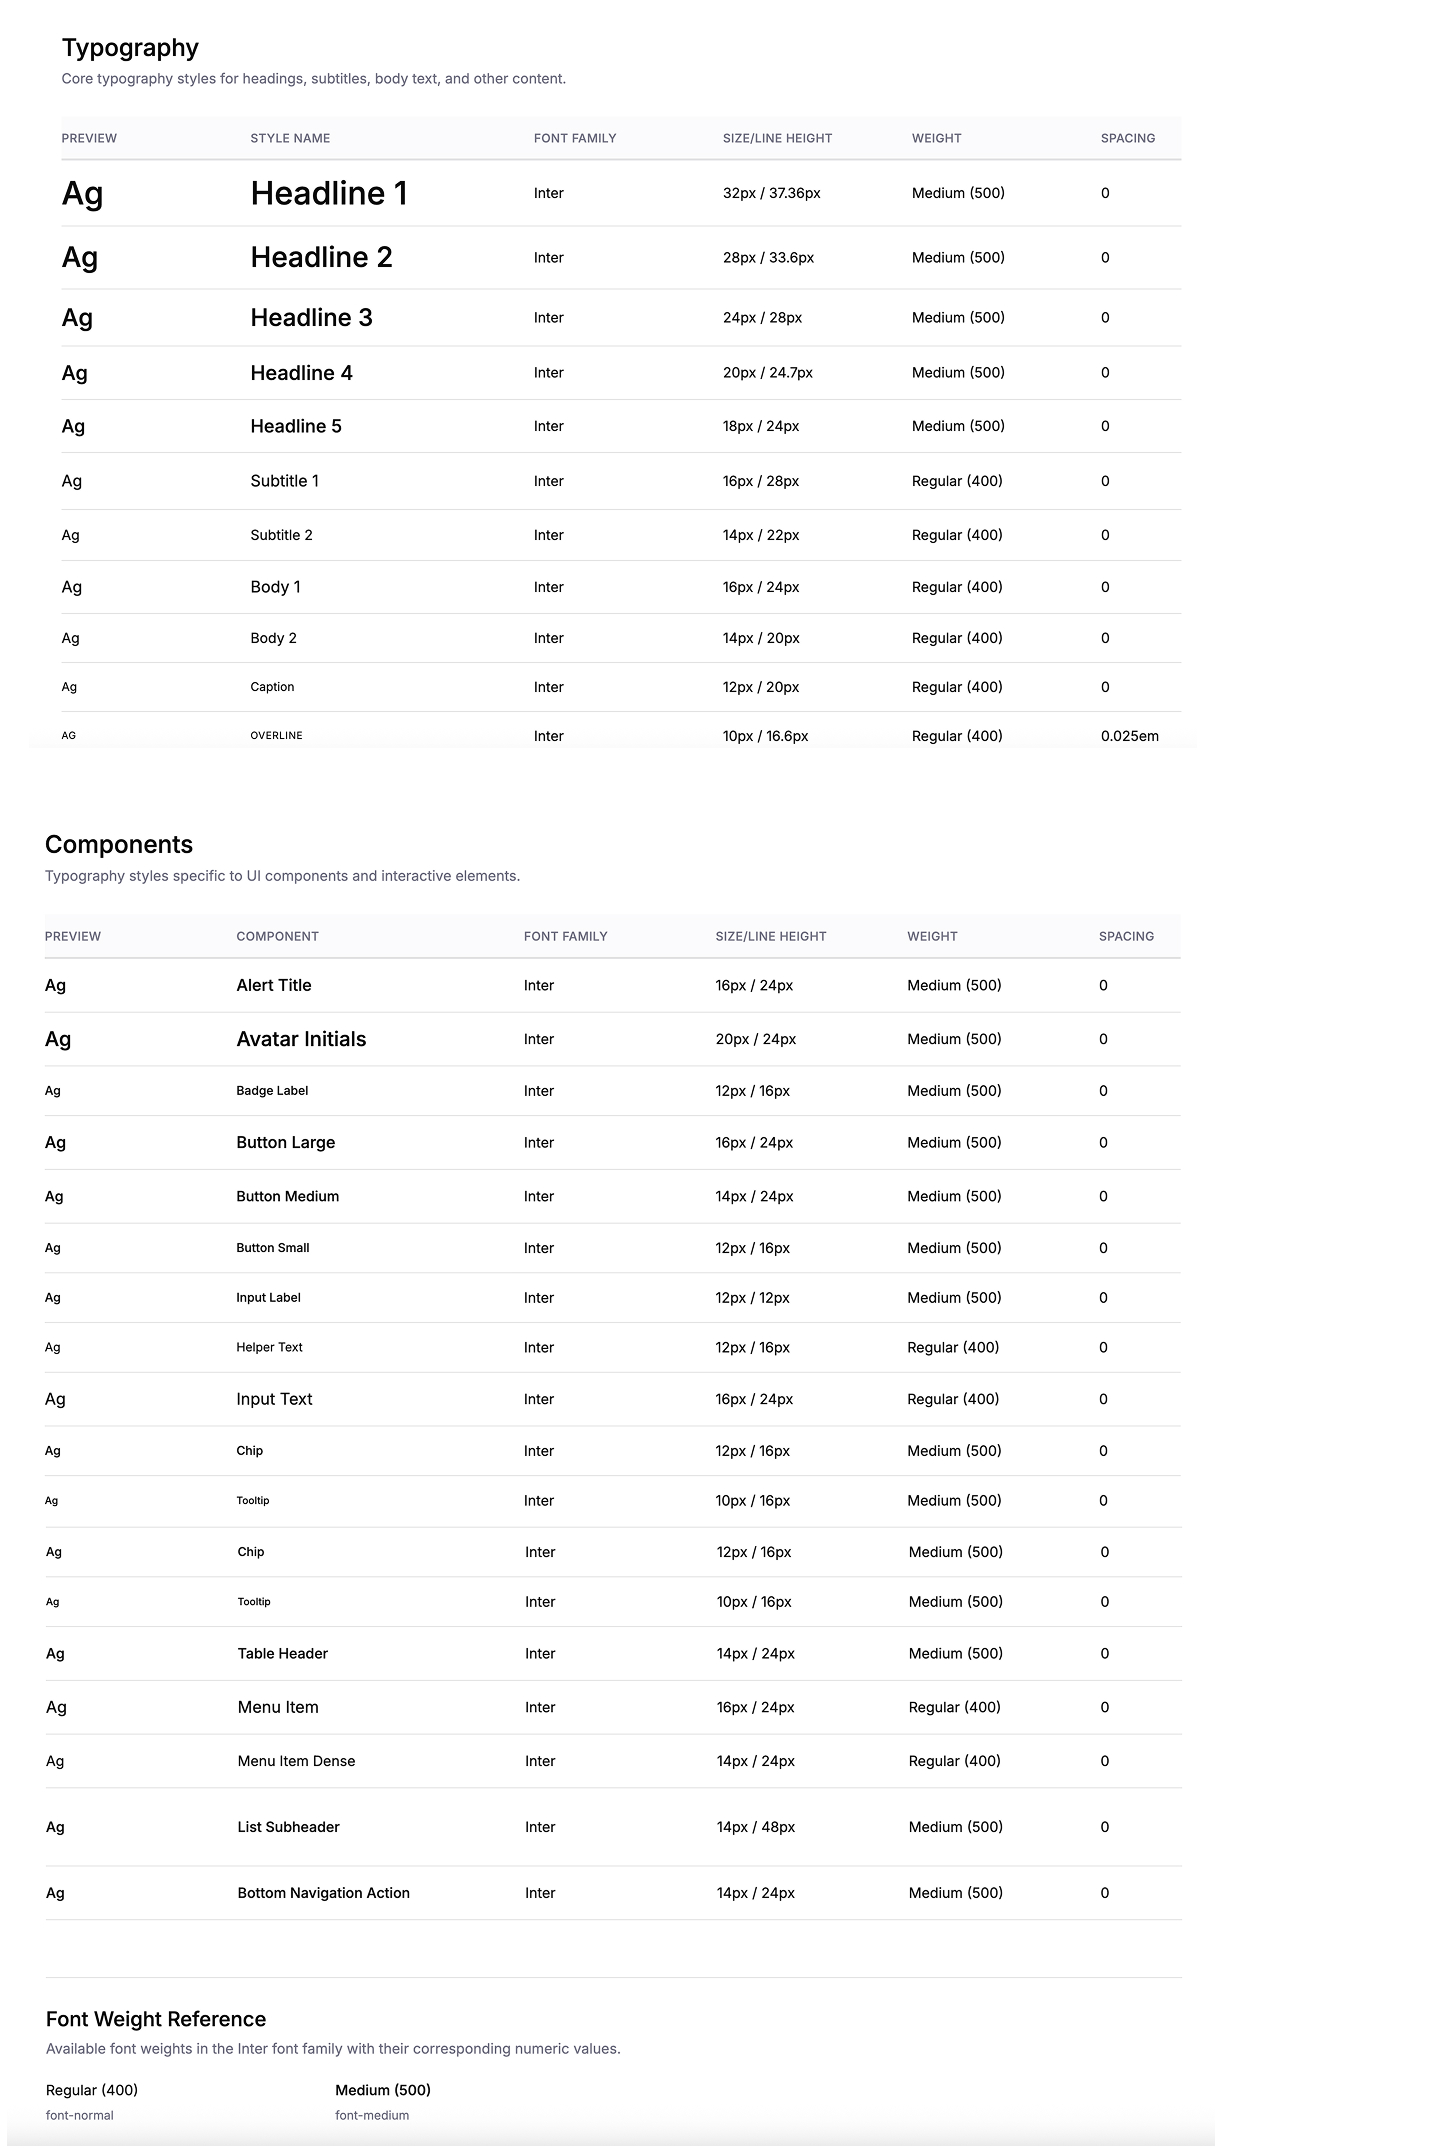 Typography
Core typography styles for headings, subtitles, body text, and other content.
PREVIEW STYLE NAME FONT FAMILY SIZE/LINE HEIGHT WEIGHT SPACING
Ag Headline 1 Inter 32px / 37.36px Medium (500) 0
Ag Headline 2 Inter 28px / 33.6px Medium (500) 0
Ag Headline 3 Inter 24px / 28px Medium (500) 0
Ag Headline 4 Inter 20px / 24.7px Medium (500) 0
Ag Headline 5 Inter 18px / 24px Medium (500) 0
Ag Subtitle 1 Inter 16px / 28px Regular (400) 0
Ag Subtitle 2 Inter 14px / 22px Regular (400) 0
Ag Body 1 Inter 16px / 24px Regular (400) 0
Ag Body 2 Inter 14px / 20px Regular (400) 0
Ag Caption Inter 12px / 20px Regular (400) 0
AG OVERLINE Inter 10px / 16.6px Regular (400) 0.025em
Components
Typography styles specific to UI components and interactive elements.
PREVIEW COMPONENT FONT FAMILY SIZE/LINE HEIGHT WEIGHT SPACING
Ag Alert Title Inter 16px / 24px Medium (500) 0
Ag Avatar Initials Inter 20px / 24px Medium (500) 0
Ag Badge Label Inter 12px / 16px Medium (500) 0
Ag Button Large Inter 16px / 24px Medium (500) 0
Ag Button Medium Inter 14px / 24px Medium (500) 0
Ag Button Small Inter 12px / 16px Medium (500) 0
Ag Input Label Inter 12px / 12px Medium (500) 0
Ag Helper Text Inter 12px / 16px Regular (400) 0
Ag Input Text Inter 16px / 24px Regular (400) 0
Ag Chip Inter 12px / 16px Medium (500) 0
Ag Tooltip Inter 10px / 16px Medium (500) 0
Ag Chip Inter 12px / 16px Medium (500) 0
Ag Tooltip Inter 10px / 16px Medium (500) 0
Ag Table Header Inter 14px / 24px Medium (500) 0
Ag Menu Item Inter 16px / 24px Regular (400) 0
Ag Menu Item Dense Inter 14px / 24px Regular (400) 0
Ag List Subheader Inter 14px / 48px Medium (500) 0
Ag Bottom Navigation Action Inter 14px / 24px Medium (500) 0
Font Weight Reference
Available font weights in the Inter font family with their corresponding numeric values.
Regular (400) Medium (500)
font-normal font-medium